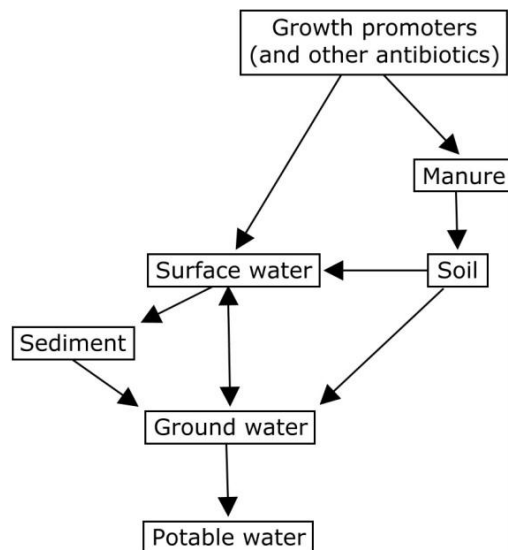 Growth promoters
(and other antibiotics)
Manure
Surface water
Soil
Sediment
Ground water
Potable water